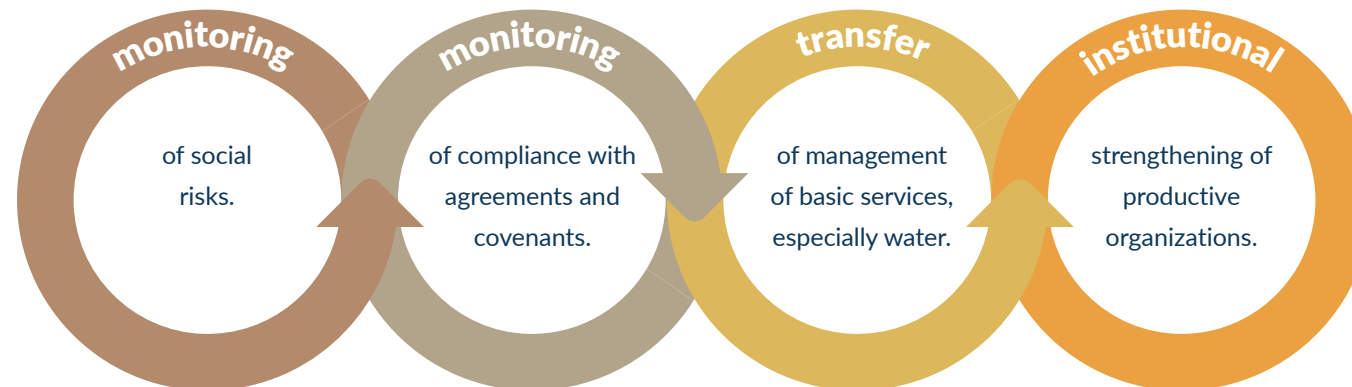 monitoring
of social
risks.
monitoring
of compliance with
agreements and
covenants.
transfer
of management
of basic services,
especially water.
institutional
strengthening of
productive
organizations.